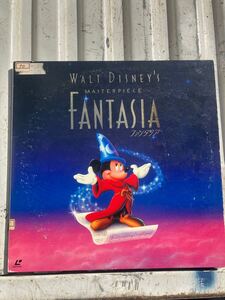 WALT DISNEY'S
MASTERPIECE
FANTASIA
ファンタジア